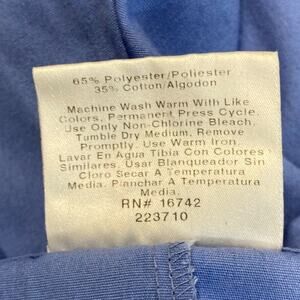 65% Polyester/Poliester
35% Cotton/Algodon
Machine Wash Warm With Like
Colors, Permanent Press Cycle.
Use Only Non-Chlorine Bleach,
Tumble Dry Medium, Remove
Promptly. Use Warm Iron.
Lavar En Agua Tibia Con Colores
Similares. Usar Blanqueador Sin
Cloro Secar A Temperatura
Media. Planchar A Temperatura
Media.
RN# 16742
223710